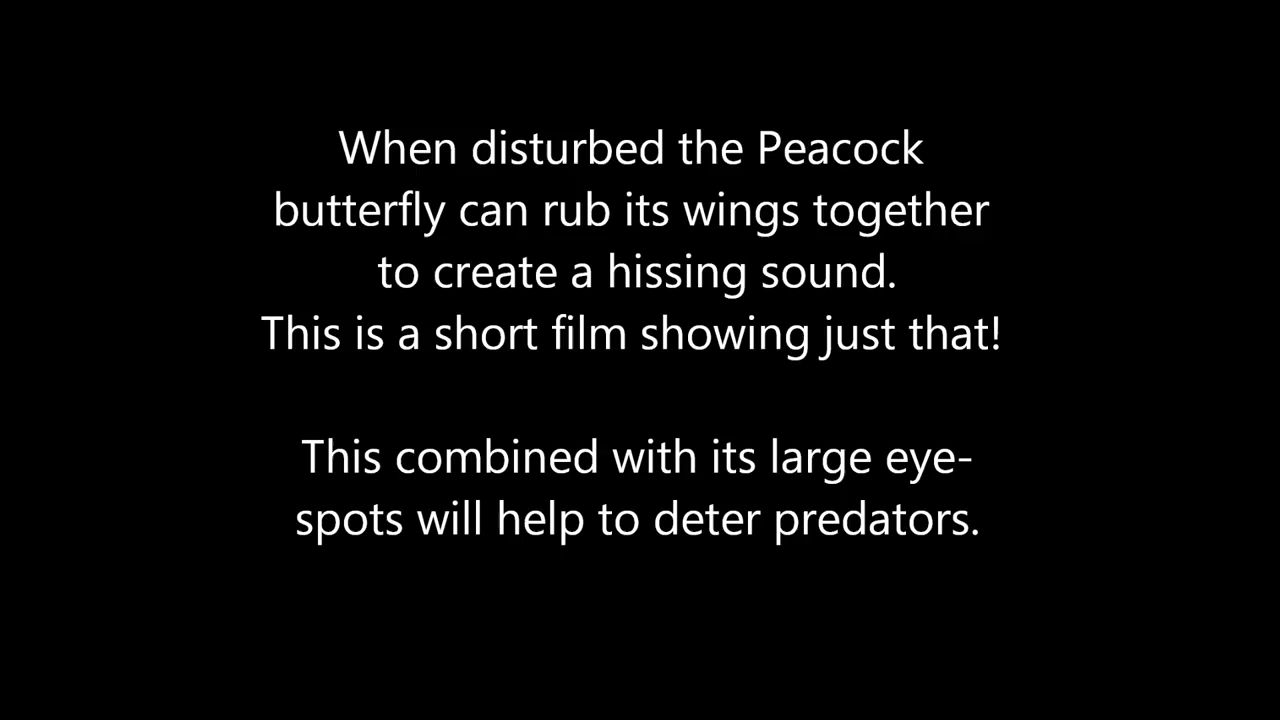 When disturbed the Peacock
butterfly can rub its wings together
to create a hissing sound.
This is a short film showing just that!
This combined with its large eye-
spots will help to deter predators.